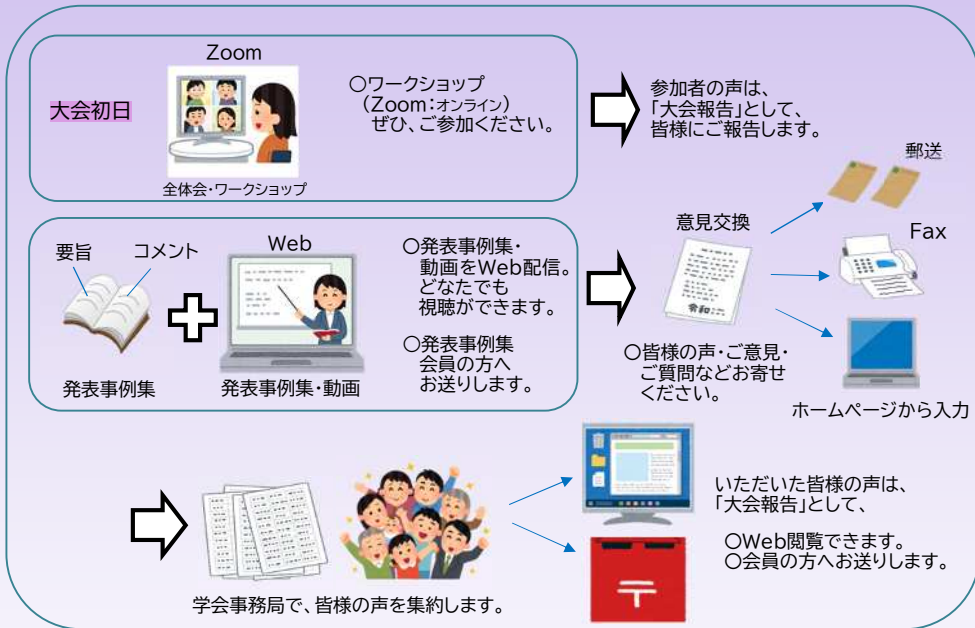 Zoom
大会初日
○ワークショップ
(Zoom:オンライン)
ぜひ、ご参加ください。
全体会・ワークショップ
参加者の声は、
「大会報告」として、
皆様にご報告します。
要旨
コメント
発表事例集
Web
発表事例集・動画
○発表事例集・
動画をWeb配信。
どなたでも
視聴ができます。
○発表事例集
会員の方へ
お送りします。
意見交換
令和
○皆様の声・ご意見・
ご質問などお寄せ
ください。
郵送
Fax
ホームページから入力
学会事務局で、皆様の声を集約します。
〒
いただいた皆様の声は、
「大会報告」として、
○Web閲覧できます。
○会員の方へお送りします。